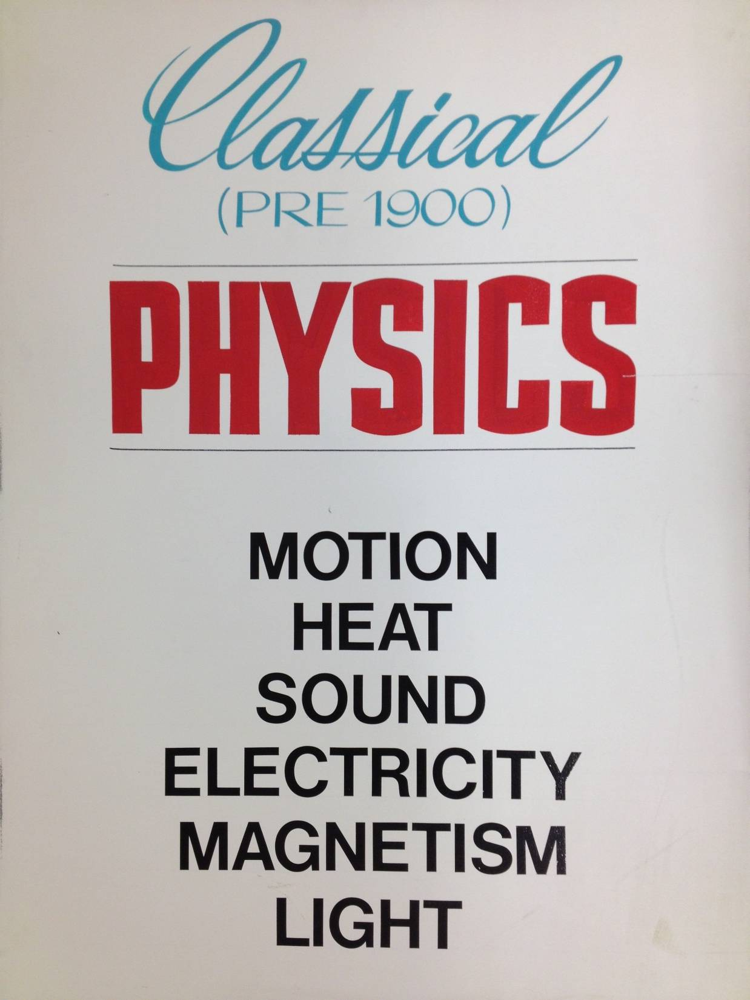 Classical
(PRE 1900)
PHYSICS
MOTION
HEAT
SOUND
ELECTRICITY
MAGNETISM
LIGHT